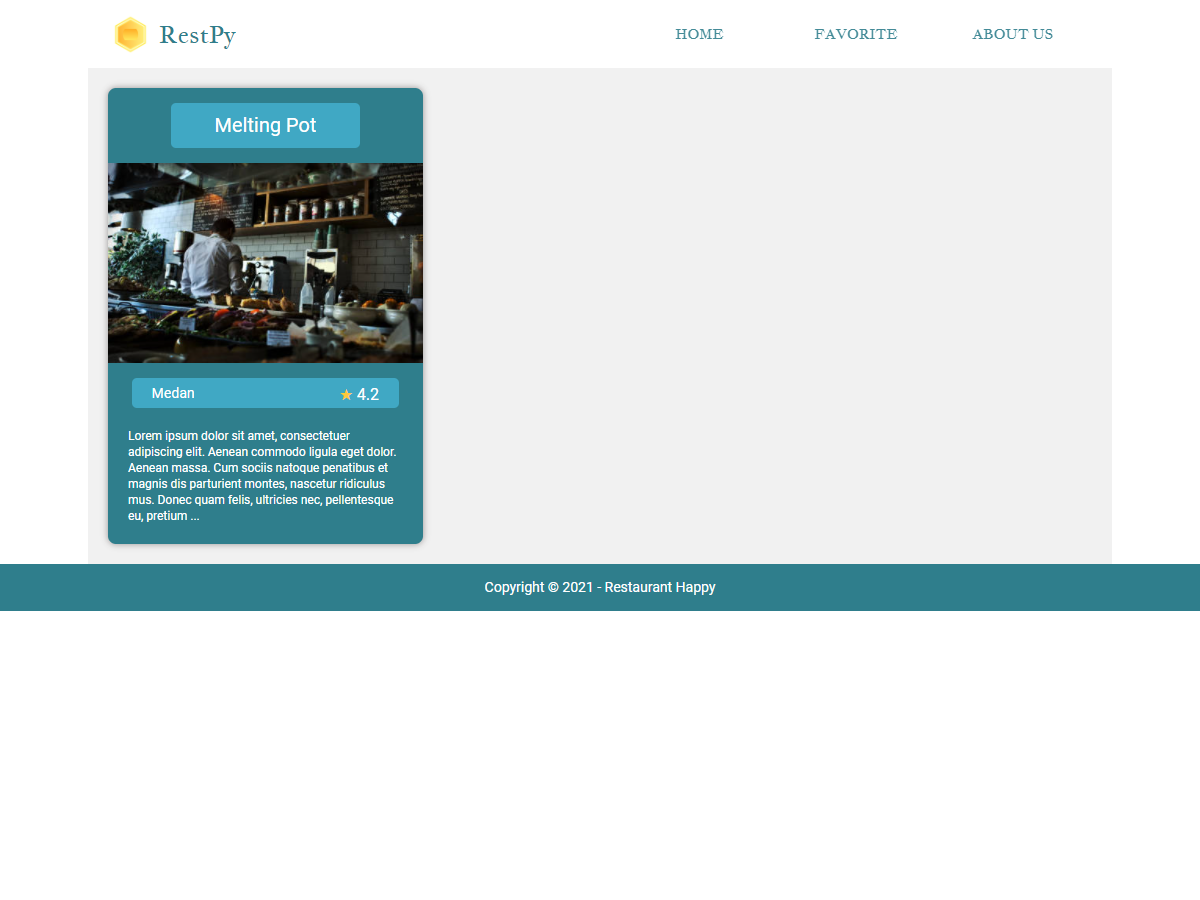 RestPy
HOME
FAVORITE
ABOUT US
Melting Pot
Medan
★ 4.2
Lorem ipsum dolor sit amet, consectetuer
adipiscing elit. Aenean commodo ligula eget dolor.
Aenean massa. Cum sociis natoque penatibus et
magnis dis parturient montes, nascetur ridiculus
mus. Donec quam felis, ultricies nec, pellentesque
eu, pretium ...
Copyright © 2021 - Restaurant Happy